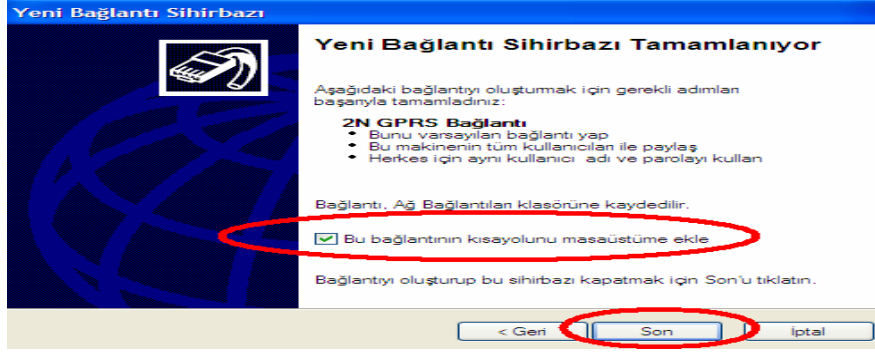 Yeni Bağlantı Sihirbazı
Yeni Bağlantı Sihirbazı Tamamlanıyor
Aşağıdaki bağlantıyı oluşturmak için gerekli adımları
başarıyla tamamladınız:
2N GPRS Bağlantı
• Bunu varsayılan bağlantı yap
• Bu makinenin tüm kullanıcıları ile paylaş
• Herkes için aynı kullanıcı adı ve parolayı kullan
Bağlantı, Ağ Bağlantıları klasörüne kaydedilir.
Bu bağlantının kısayolunu masaüstüme ekle
Bağlantıyı oluşturup bu sihirbazı kapatmak için Son'u tıklatın.
< Geri Son İptal